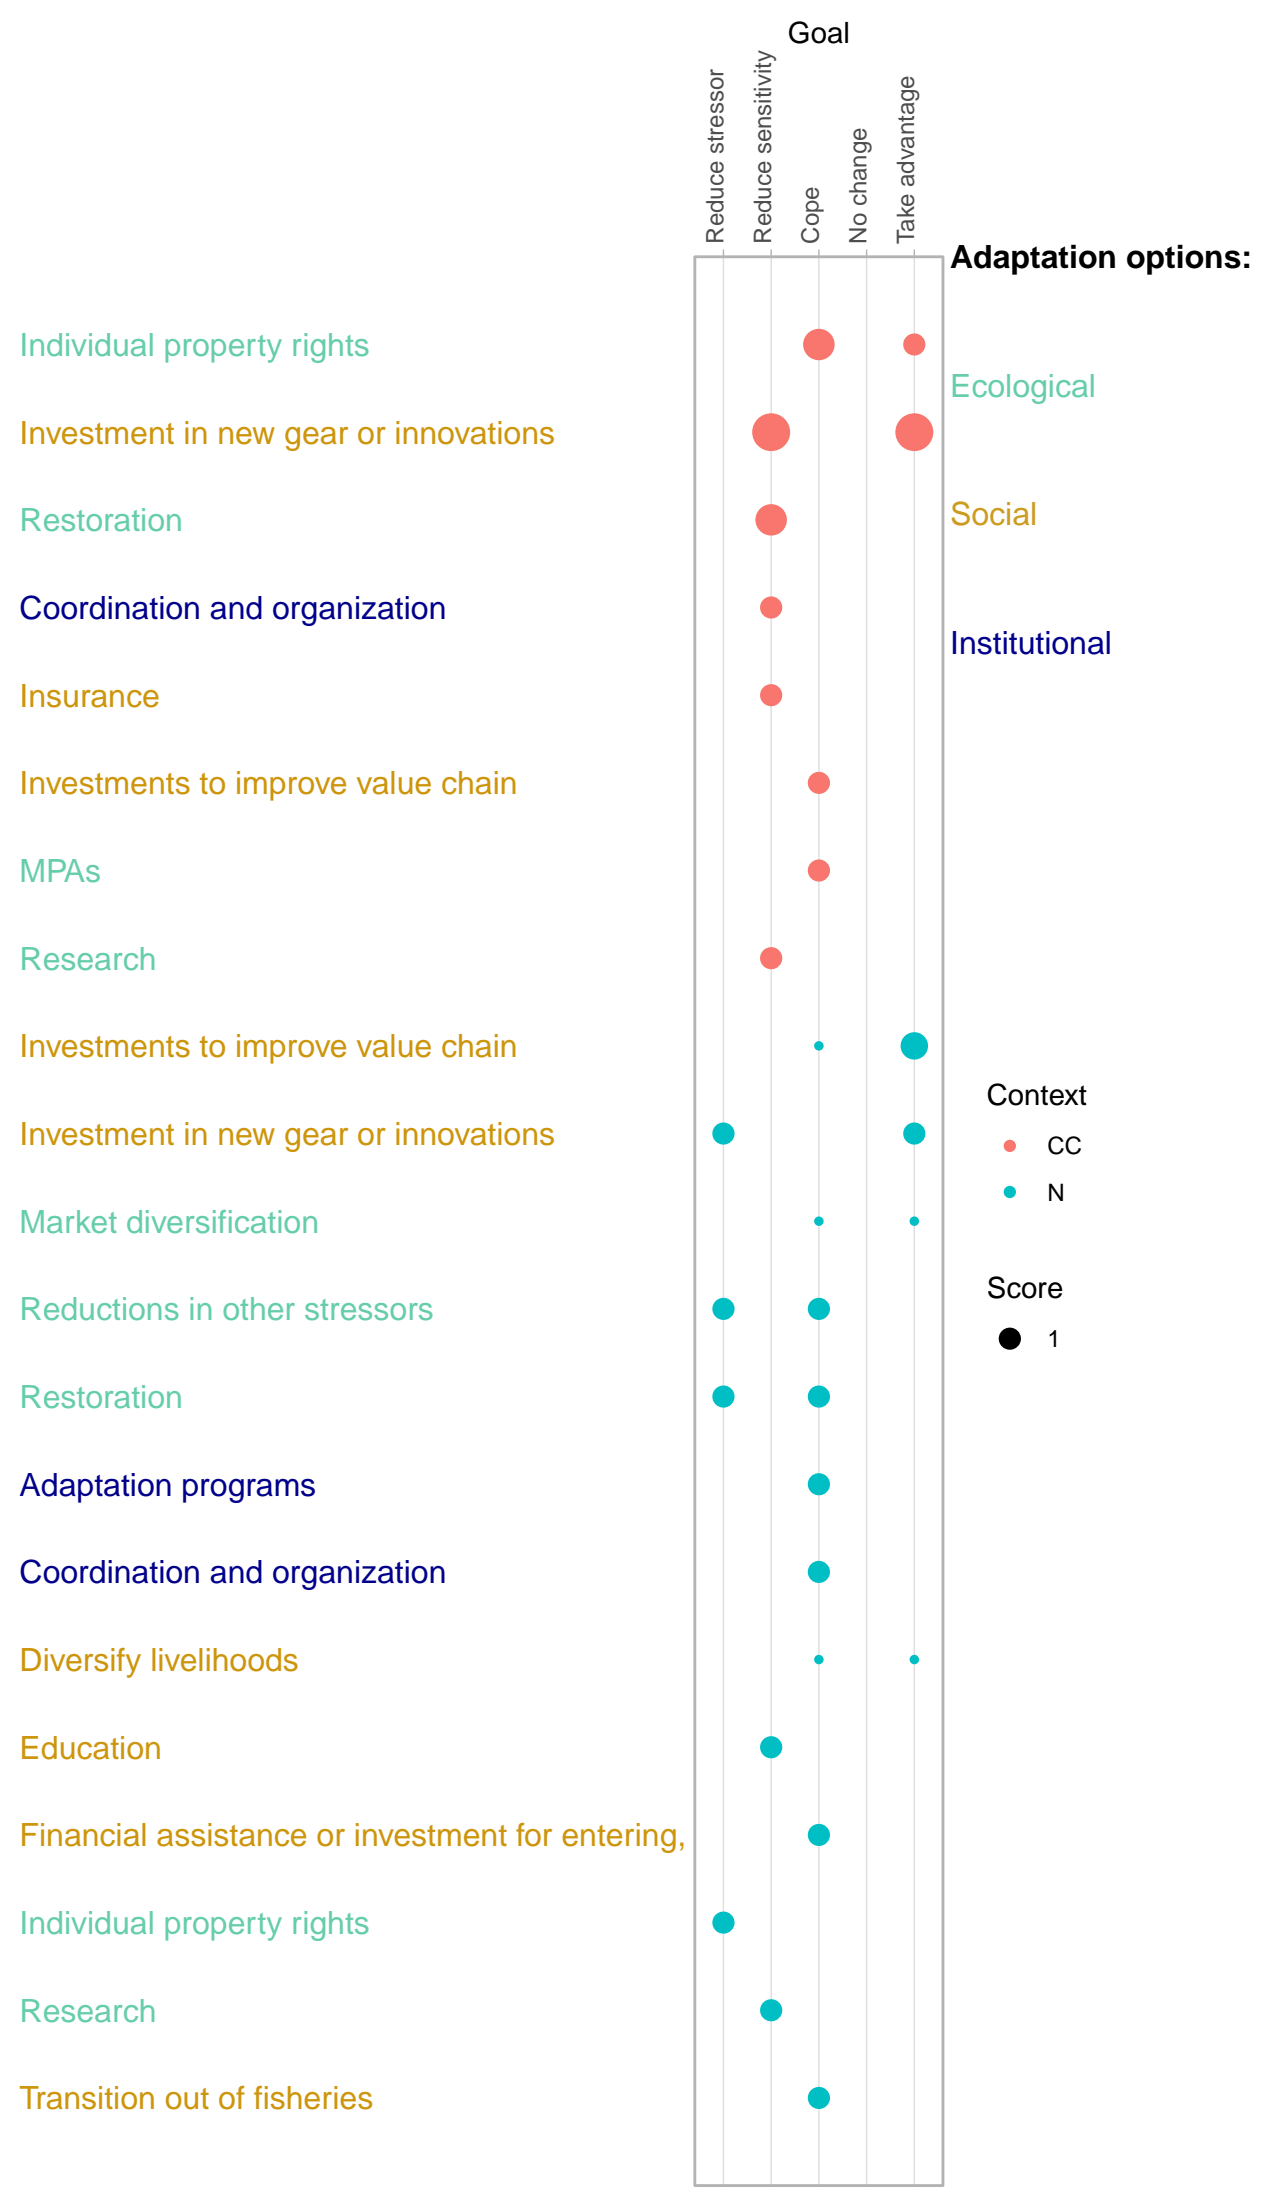 Goal
Reduce stressor
Reduce sensitivity
Cope
No change
Take advantage
Adaptation options:
Individual property rights
Ecological
Investment in new gear or innovations
Social
Restoration
Coordination and organization
Institutional
Insurance
Investments to improve value chain
MPAs
Research
Investments to improve value chain
Context
CC
Investment in new gear or innovations
N
Market diversification
Score
Reductions in other stressors
1
Restoration
Adaptation programs
Coordination and organization
Diversify livelihoods
Education
Financial assistance or investment for entering,
Individual property rights
Research
Transition out of fisheries